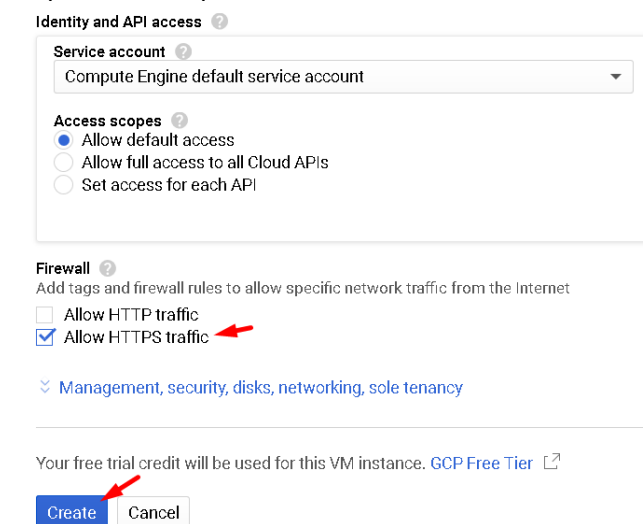 Identity and API access
Service account
Compute Engine default service account
Access scopes
Allow default access
Allow full access to all Cloud APIs
Set access for each API
Firewall
Add tags and firewall rules to allow specific network traffic from the Internet
Allow HTTP traffic
Allow HTTPS traffic
Management, security, disks, networking, sole tenancy
Your free trial credit will be used for this VM instance. GCP Free Tier
Create Cancel